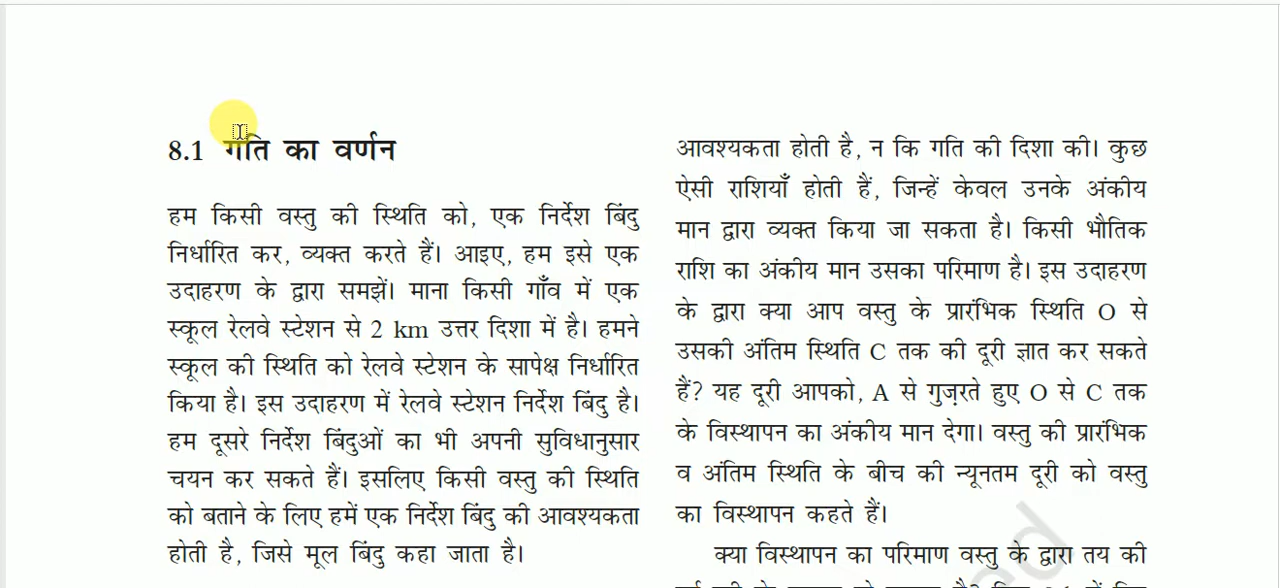 8.1 गति का वर्णन
हम किसी वस्तु की स्थिति को, एक निर्देश बिंदु
निर्धारित कर, व्यक्त करते हैं। आइए, हम इसे एक
उदाहरण के द्वारा समझें। माना किसी गाँव में एक
स्कूल रेलवे स्टेशन से 2 km उत्तर दिशा में है। हमने
स्कूल की स्थिति को रेलवे स्टेशन के सापेक्ष निर्धारित
किया है। इस उदाहरण में रेलवे स्टेशन निर्देश बिंदु है।
हम दूसरे निर्देश बिंदुओं का भी अपनी सुविधानुसार
चयन कर सकते हैं। इसलिए किसी वस्तु की स्थिति
को बताने के लिए हमें एक निर्देश बिंदु की आवश्यकता
होती है, जिसे मूल बिंदु कहा जाता है।
आवश्यकता होती है, न कि गति की दिशा की। कुछ
ऐसी राशियाँ होती हैं, जिन्हें केवल उनके अंकीय
मान द्वारा व्यक्त किया जा सकता है। किसी भौतिक
राशि का अंकीय मान उसका परिमाण है। इस उदाहरण
के द्वारा क्या आप वस्तु के प्रारंभिक स्थिति O से
उसकी अंतिम स्थिति C तक की दूरी ज्ञात कर सकते
हैं? यह दूरी आपको, A से गुज़रते हुए O से C तक
के विस्थापन का अंकीय मान देगा। वस्तु की प्रारंभिक
व अंतिम स्थिति के बीच की न्यूनतम दूरी को वस्तु
का विस्थापन कहते हैं।
क्या विस्थापन का परिमाण वस्तु के द्वारा तय की